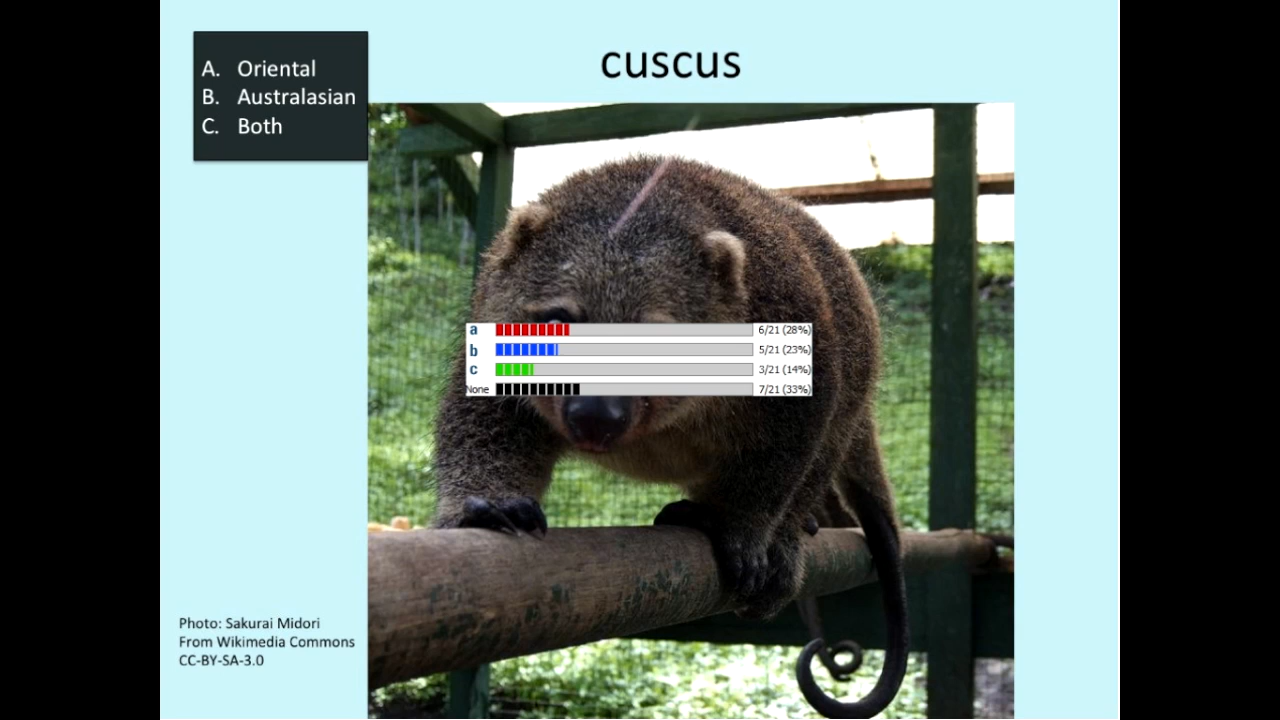 cuscus
A. Oriental
B. Australasian
C. Both
a 6/21 (28%)
b 5/21 (23%)
c 3/21 (14%)
None 7/21 (33%)
Photo: Sakurai Midori
From Wikimedia Commons
CC-BY-SA-3.0